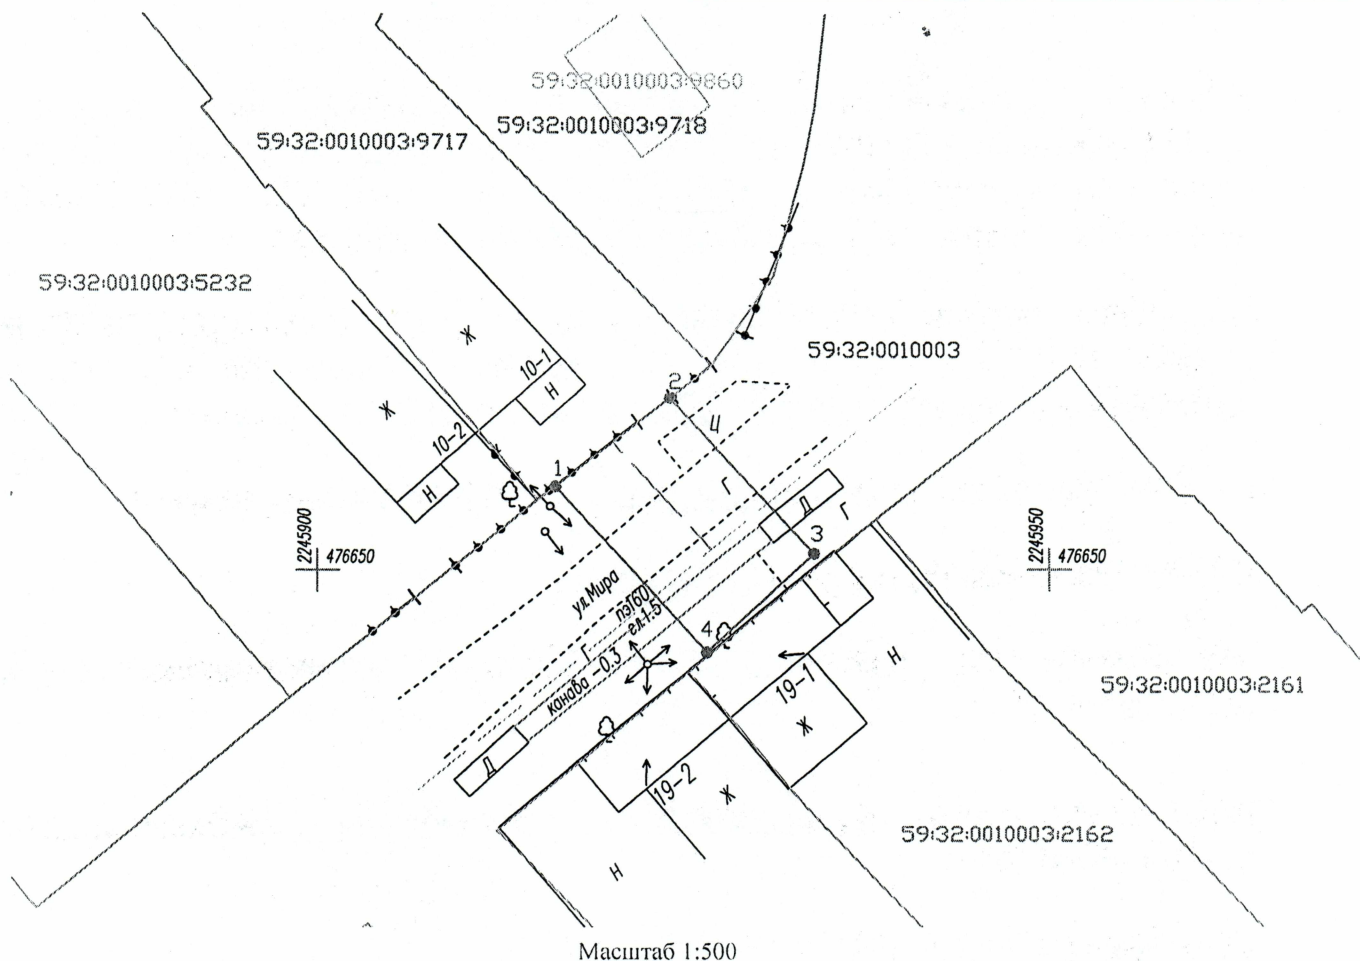 59:32:0010003:9860
59:32:0010003:9718
59:32:0010003:9717
59:32:0010003:5232
59:32:0010003
Ж
10-1
Н
Ж
10-2
Н
2
Ц
1
Г
Д
Г
3
2245900
476650
2245950
476650
ул.Мира
пэ160
гл.1.5
Г
4
канава -0.3
Н
19-1
Ж
59:32:0010003:2161
Д
19-2
Ж
59:32:0010003:2162
Н
Масштаб 1:500